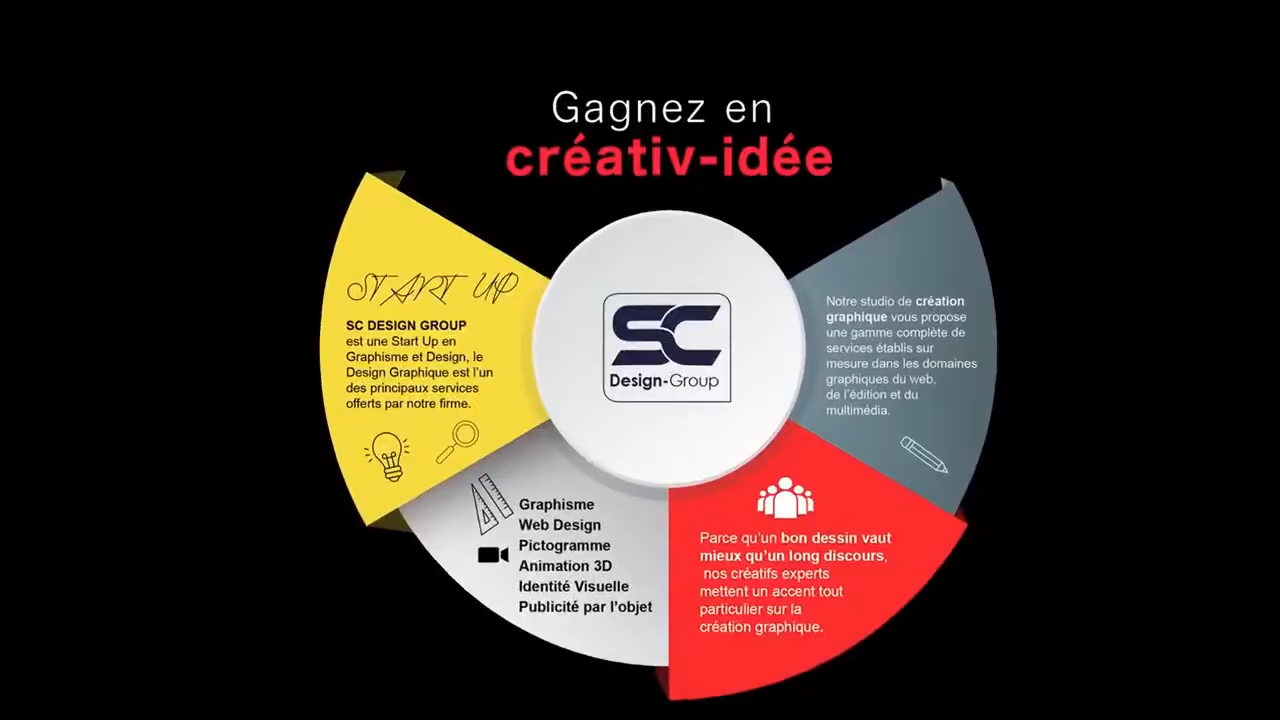 Gagnez en
créativ-idée
START UP
SC DESIGN GROUP
est une Start Up en
Graphisme et Design, le
Design Graphique est l'un
des principaux services
offerts par notre firme.
SC
Design-Group
Notre studio de création
graphique vous propose
une gamme complète de
services établis sur
mesure dans les domaines
graphiques du web,
de l'édition et du
multimédia.
Graphisme
Web Design
Pictogramme
Animation 3D
Identité Visuelle
Publicité par l'objet
Parce qu'un bon dessin vaut
mieux qu'un long discours,
nos créatifs experts
mettent un accent tout
particulier sur la
création graphique.